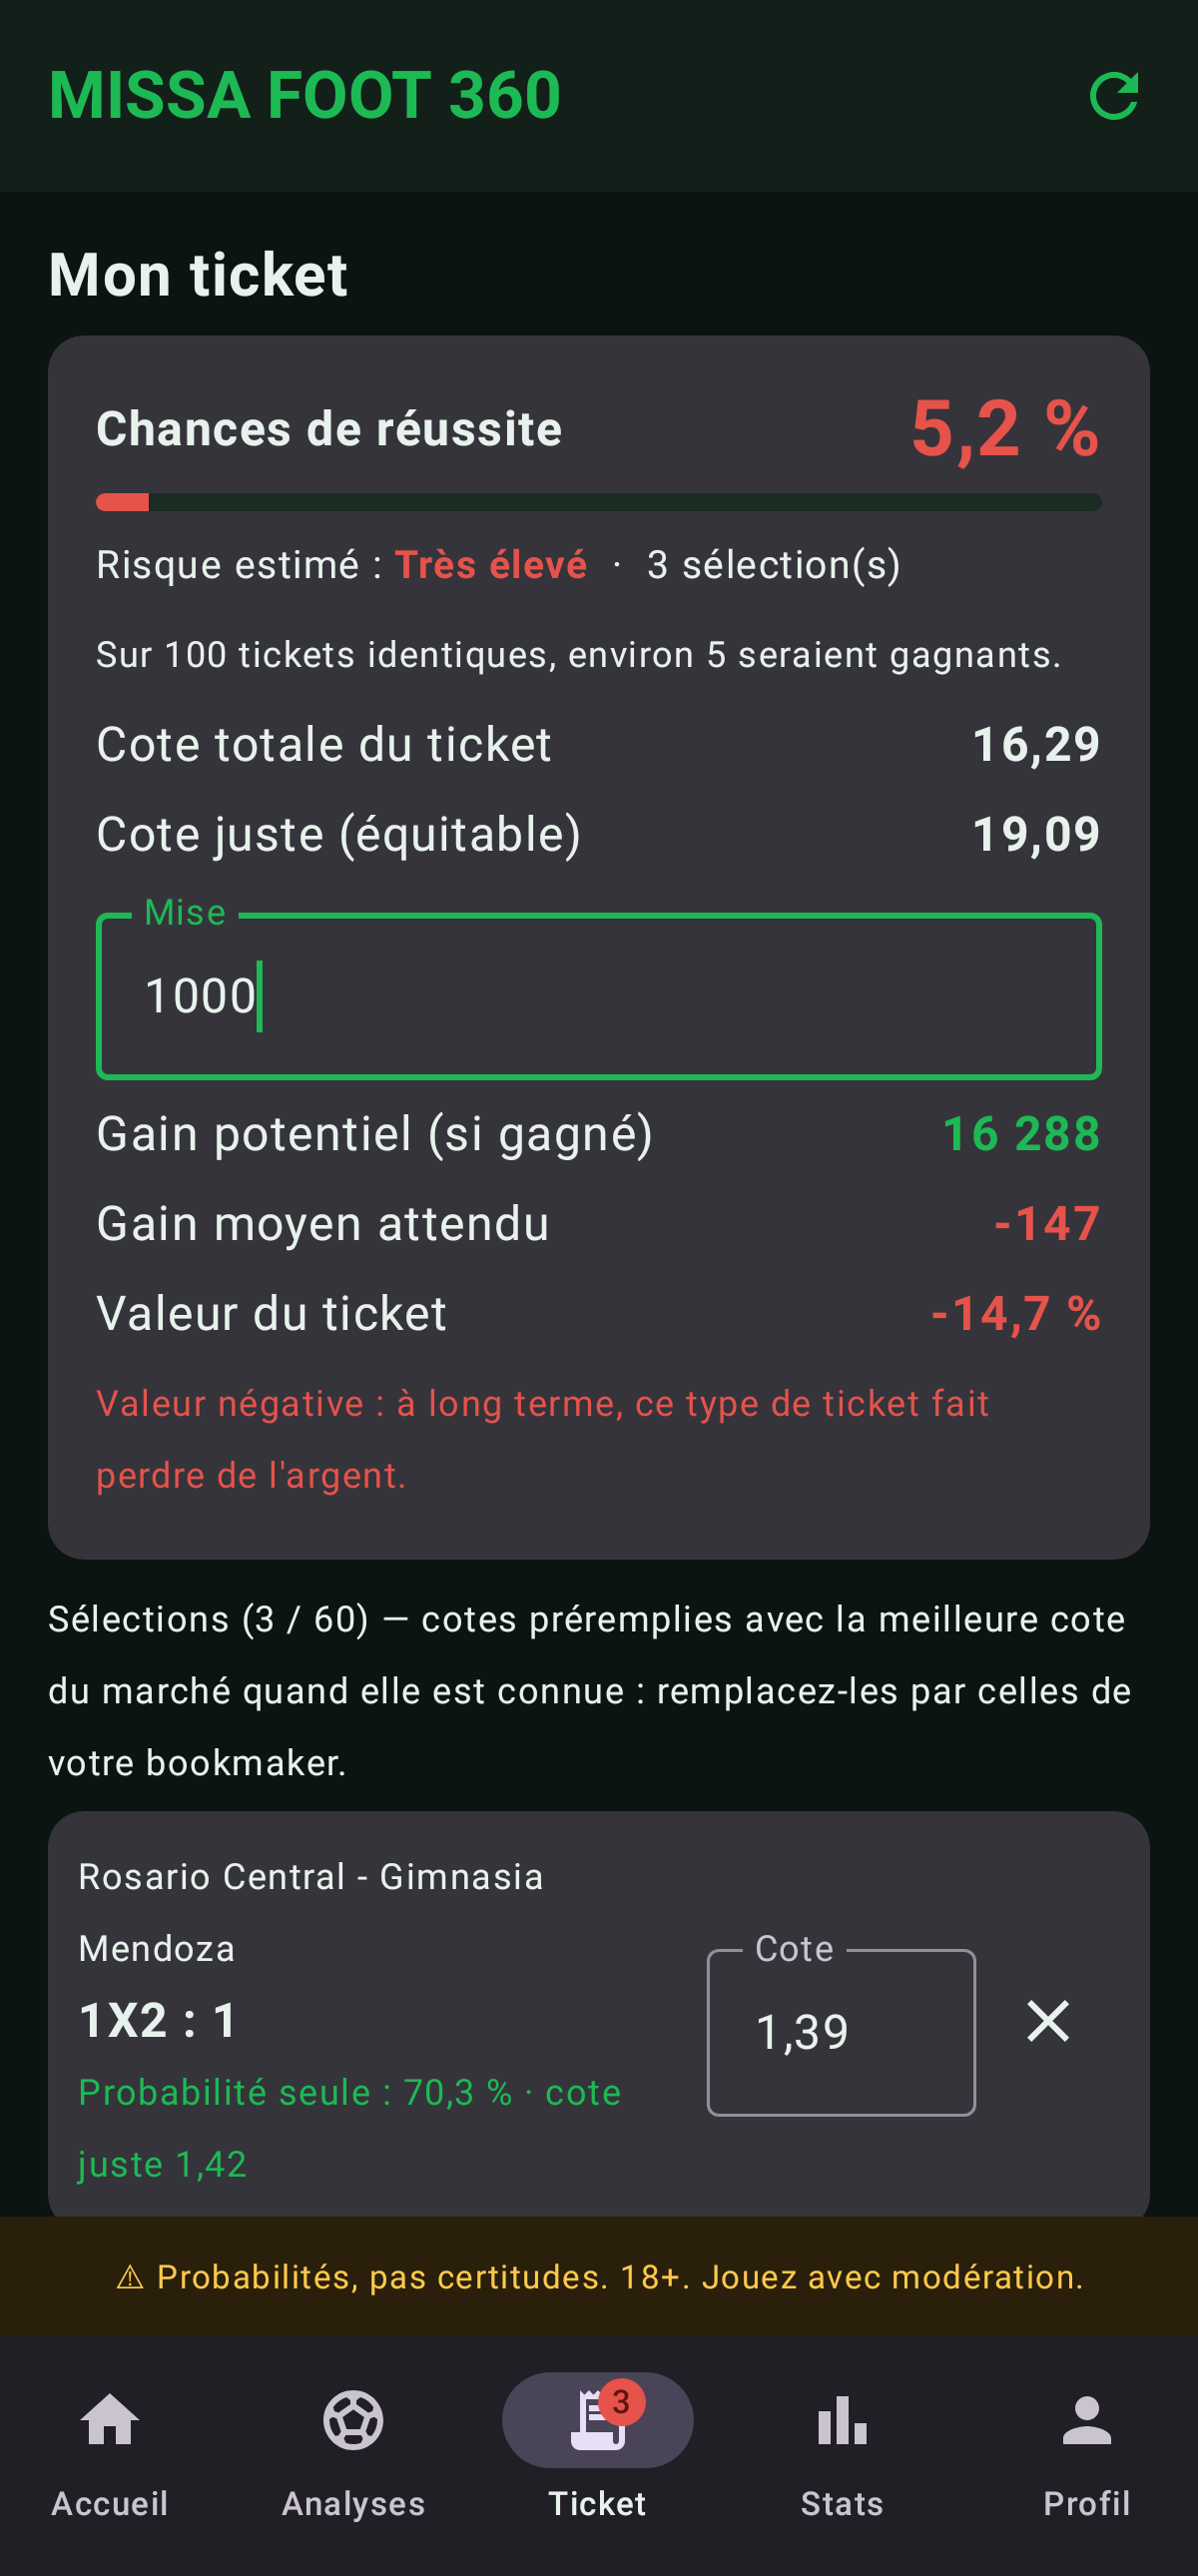 MISSA FOOT 360
Mon ticket
Chances de réussite 5,2 %
Risque estimé : Très élevé · 3 sélection(s)
Sur 100 tickets identiques, environ 5 seraient gagnants.
Cote totale du ticket 16,29
Cote juste (équitable) 19,09
Mise
1000
Gain potentiel (si gagné) 16 288
Gain moyen attendu -147
Valeur du ticket -14,7 %
Valeur négative : à long terme, ce type de ticket fait
perdre de l'argent.
Sélections (3 / 60) — cotes préremplies avec la meilleure cote
du marché quand elle est connue : remplacez-les par celles de
votre bookmaker.
Rosario Central - Gimnasia
Mendoza
1X2 : 1
Probabilité seule : 70,3 % · cote
juste 1,42
Cote
1,39
⚠ Probabilités, pas certitudes. 18+. Jouez avec modération.
3
Accueil Analyses Ticket Stats Profil